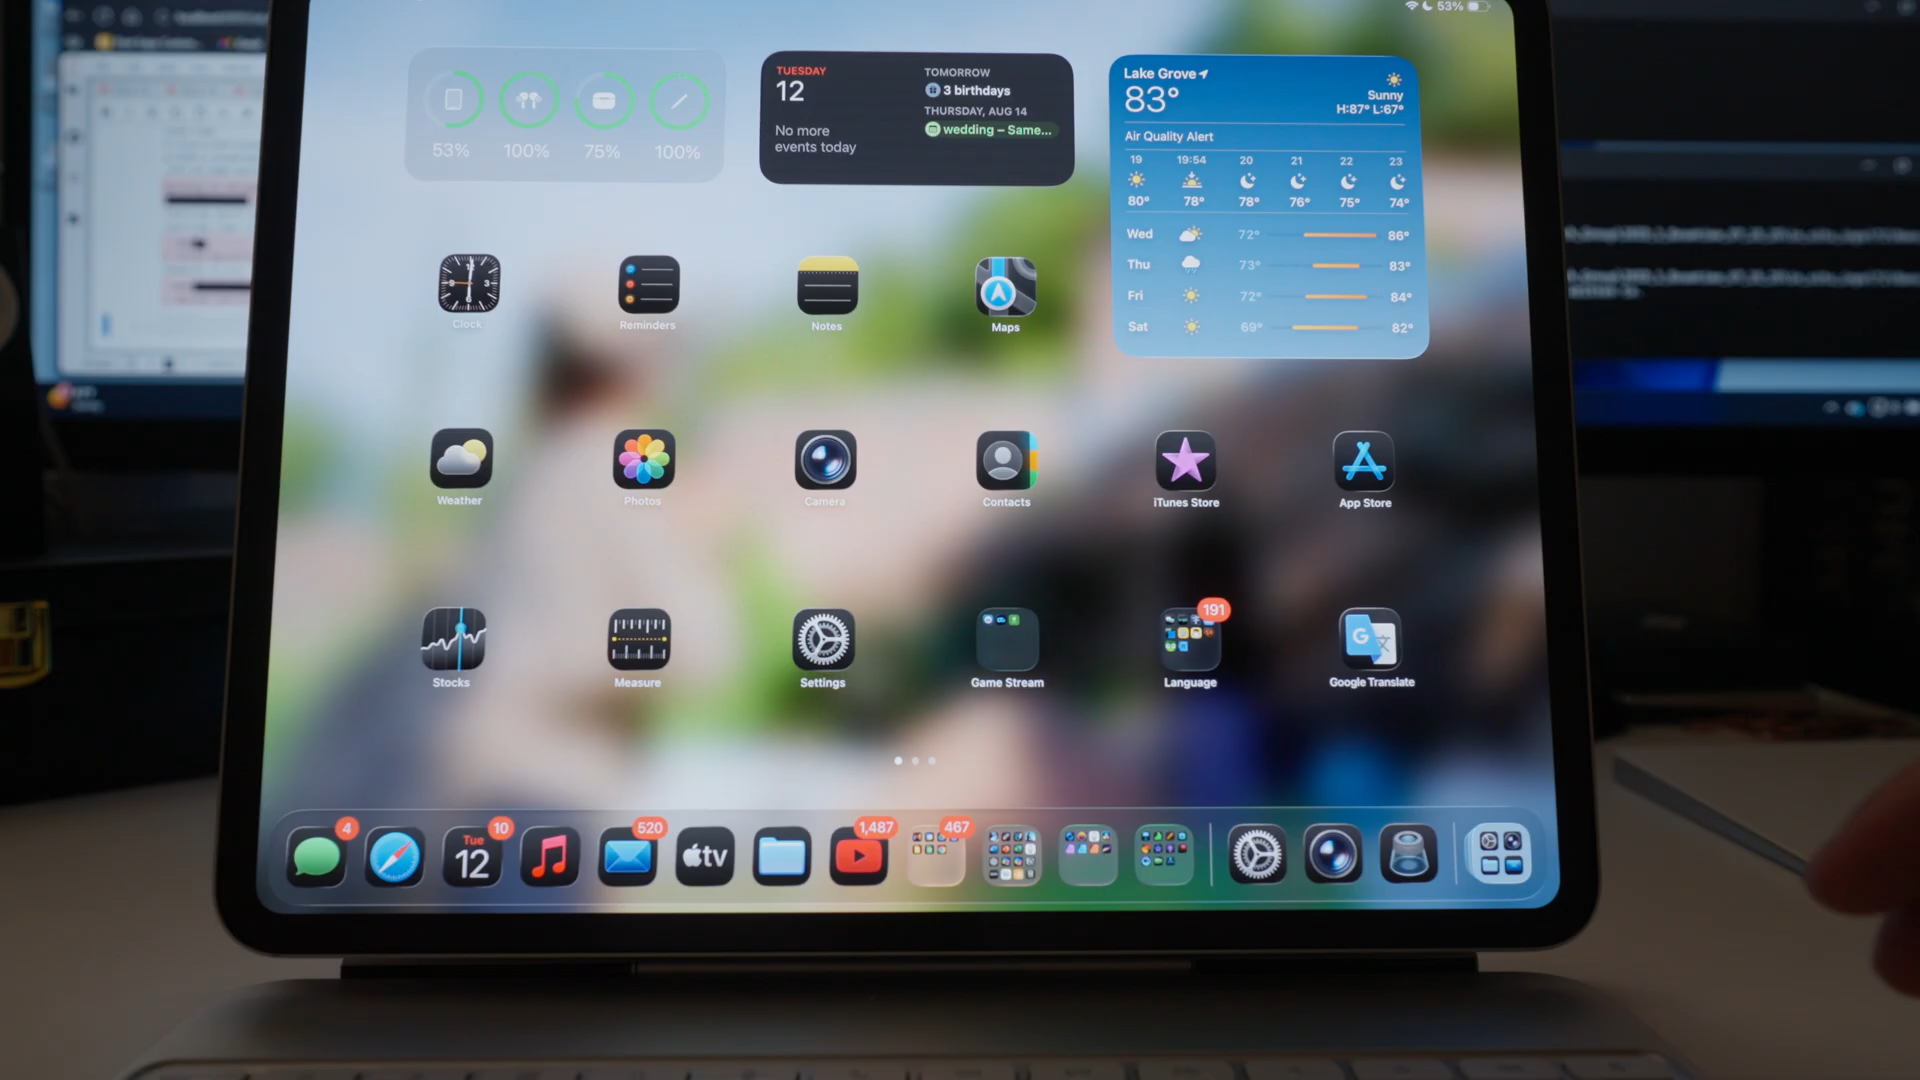 53%
53%
100%
75%
100%
TUESDAY
12
No more
events today
TOMORROW
3 birthdays
THURSDAY, AUG 14
wedding – Same...
Lake Grove
83°
Sunny
H:87° L:67°
Air Quality Alert
19 19:54 20 21 22 23
80° 78° 78° 76° 75° 74°
Wed 72° 86°
Thu 73° 83°
Fri 72° 84°
Sat 69° 82°
Clock
Reminders
Notes
Maps
Weather
Photos
Camera
Contacts
iTunes Store
App Store
191
Stocks
Measure
Settings
Game Stream
Language
Google Translate
4
10
520
1,487
467
Tue
12
tv